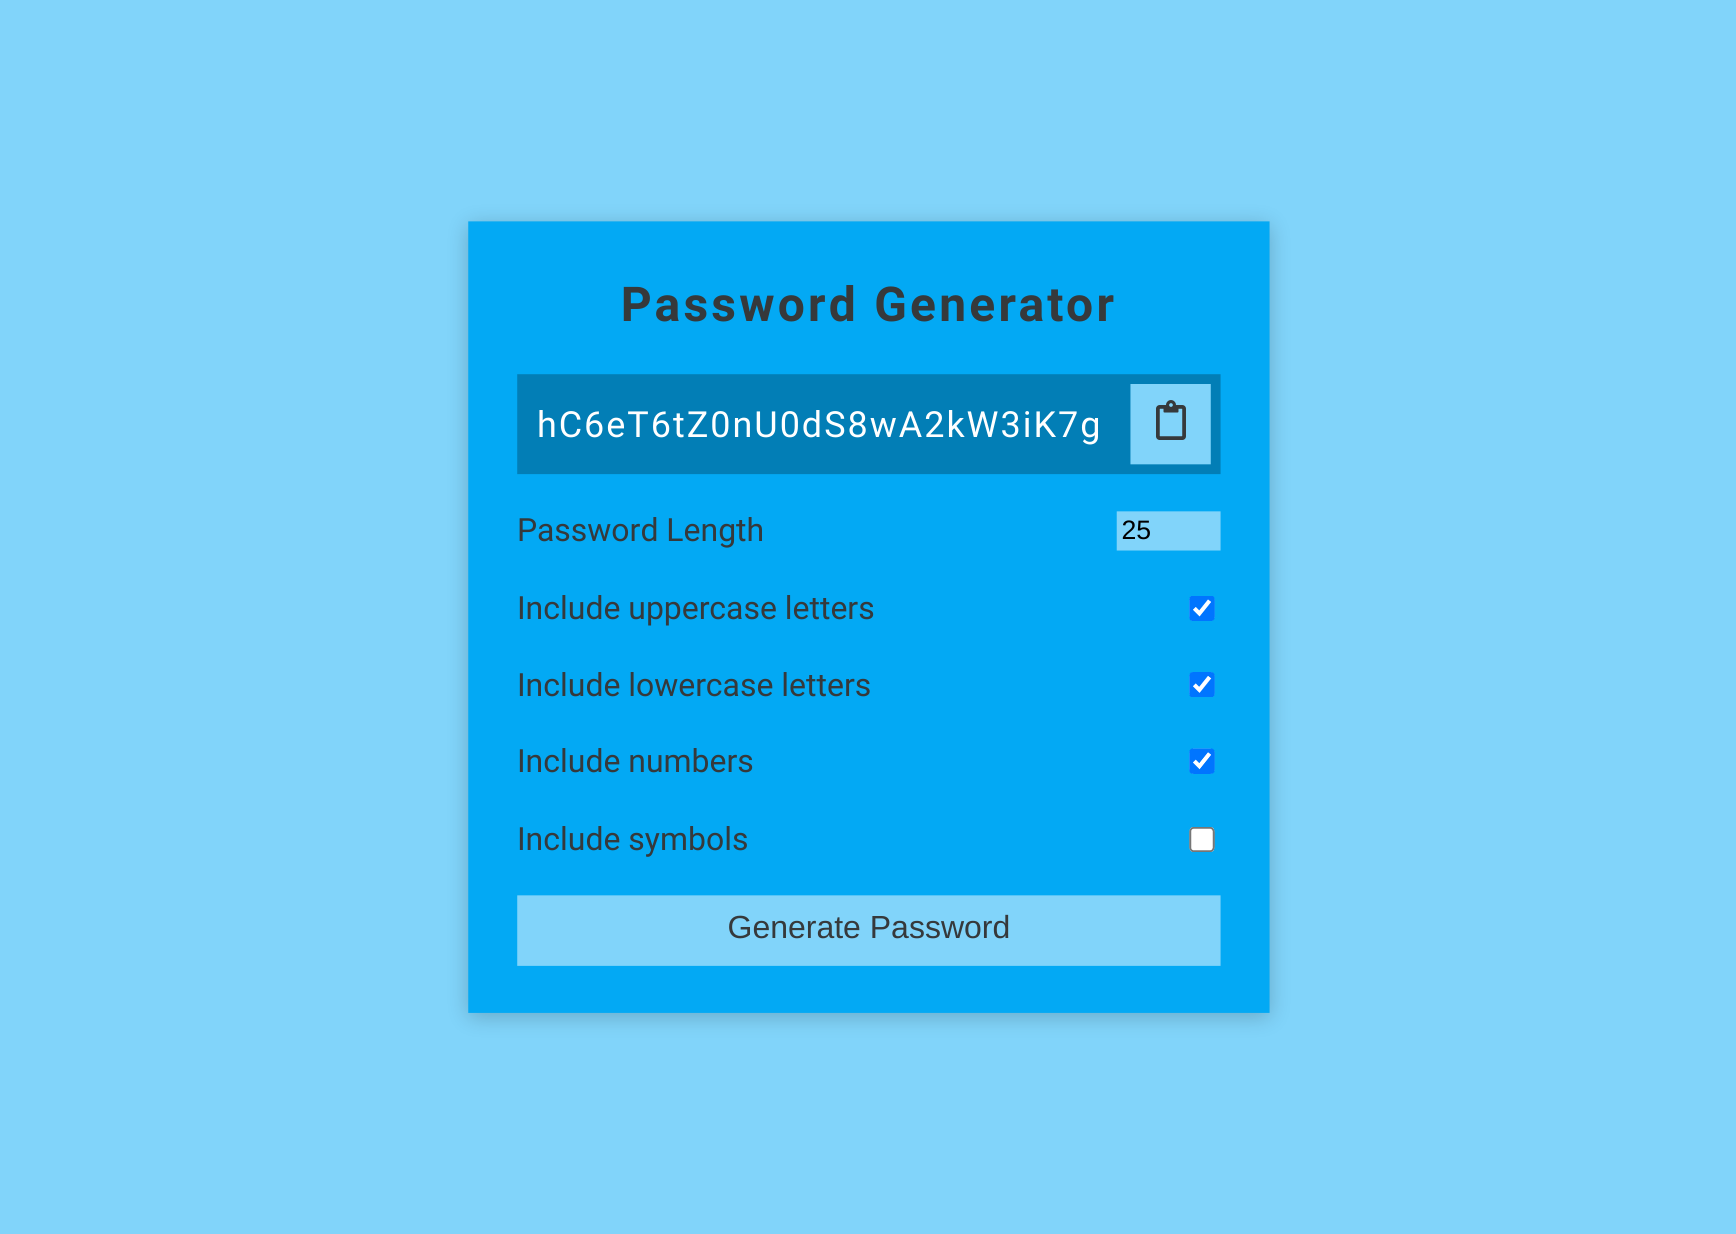 Password Generator
hC6eT6tZ0nU0dS8wA2kW3iK7g
Password Length
25
Include uppercase letters
Include lowercase letters
Include numbers
Include symbols
Generate Password